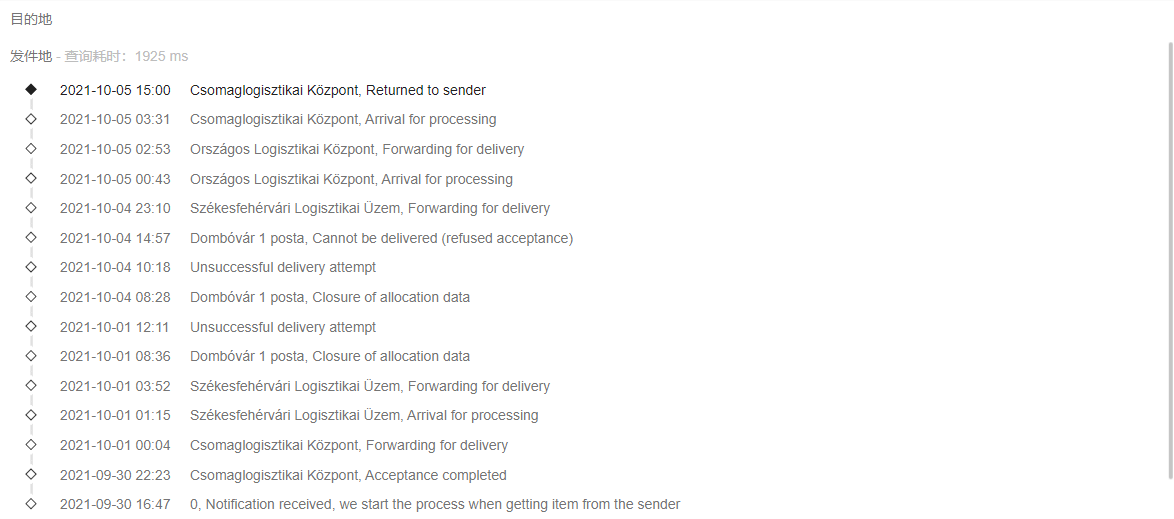 目的地
发件地 - 查询耗时：1925 ms
2021-10-05 15:00 Csomaglogisztikai Központ, Returned to sender
2021-10-05 03:31 Csomaglogisztikai Központ, Arrival for processing
2021-10-05 02:53 Országos Logisztikai Központ, Forwarding for delivery
2021-10-05 00:43 Országos Logisztikai Központ, Arrival for processing
2021-10-04 23:10 Székesfehérvári Logisztikai Üzem, Forwarding for delivery
2021-10-04 14:57 Dombóvár 1 posta, Cannot be delivered (refused acceptance)
2021-10-04 10:18 Unsuccessful delivery attempt
2021-10-04 08:28 Dombóvár 1 posta, Closure of allocation data
2021-10-01 12:11 Unsuccessful delivery attempt
2021-10-01 08:36 Dombóvár 1 posta, Closure of allocation data
2021-10-01 03:52 Székesfehérvári Logisztikai Üzem, Forwarding for delivery
2021-10-01 01:15 Székesfehérvári Logisztikai Üzem, Arrival for processing
2021-10-01 00:04 Csomaglogisztikai Központ, Forwarding for delivery
2021-09-30 22:23 Csomaglogisztikai Központ, Acceptance completed
2021-09-30 16:47 0, Notification received, we start the process when getting item from the sender